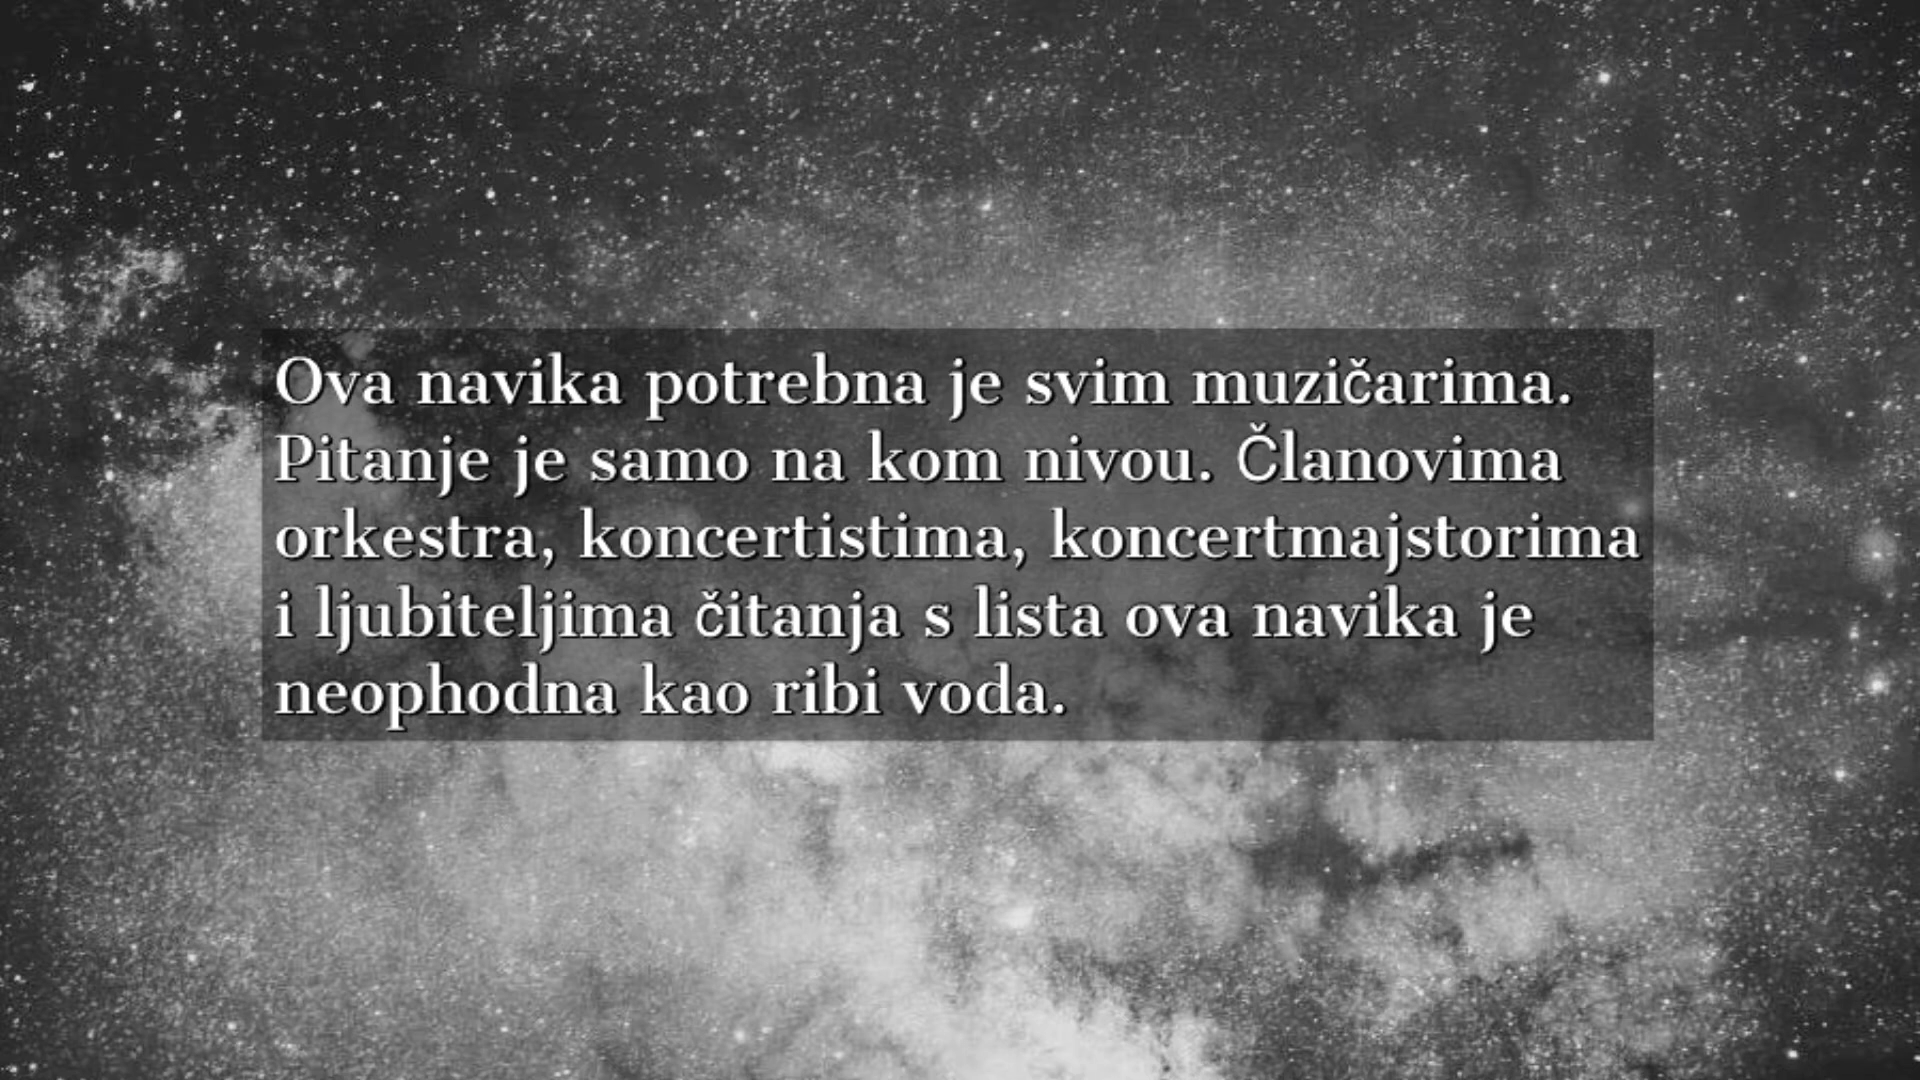 Ova navika potrebna je svim muzičarima.
Pitanje je samo na kom nivou. Članovima
orkestra, koncertistima, koncertmajstorima
i ljubiteljima čitanja s lista ova navika je
neophodna kao ribi voda.